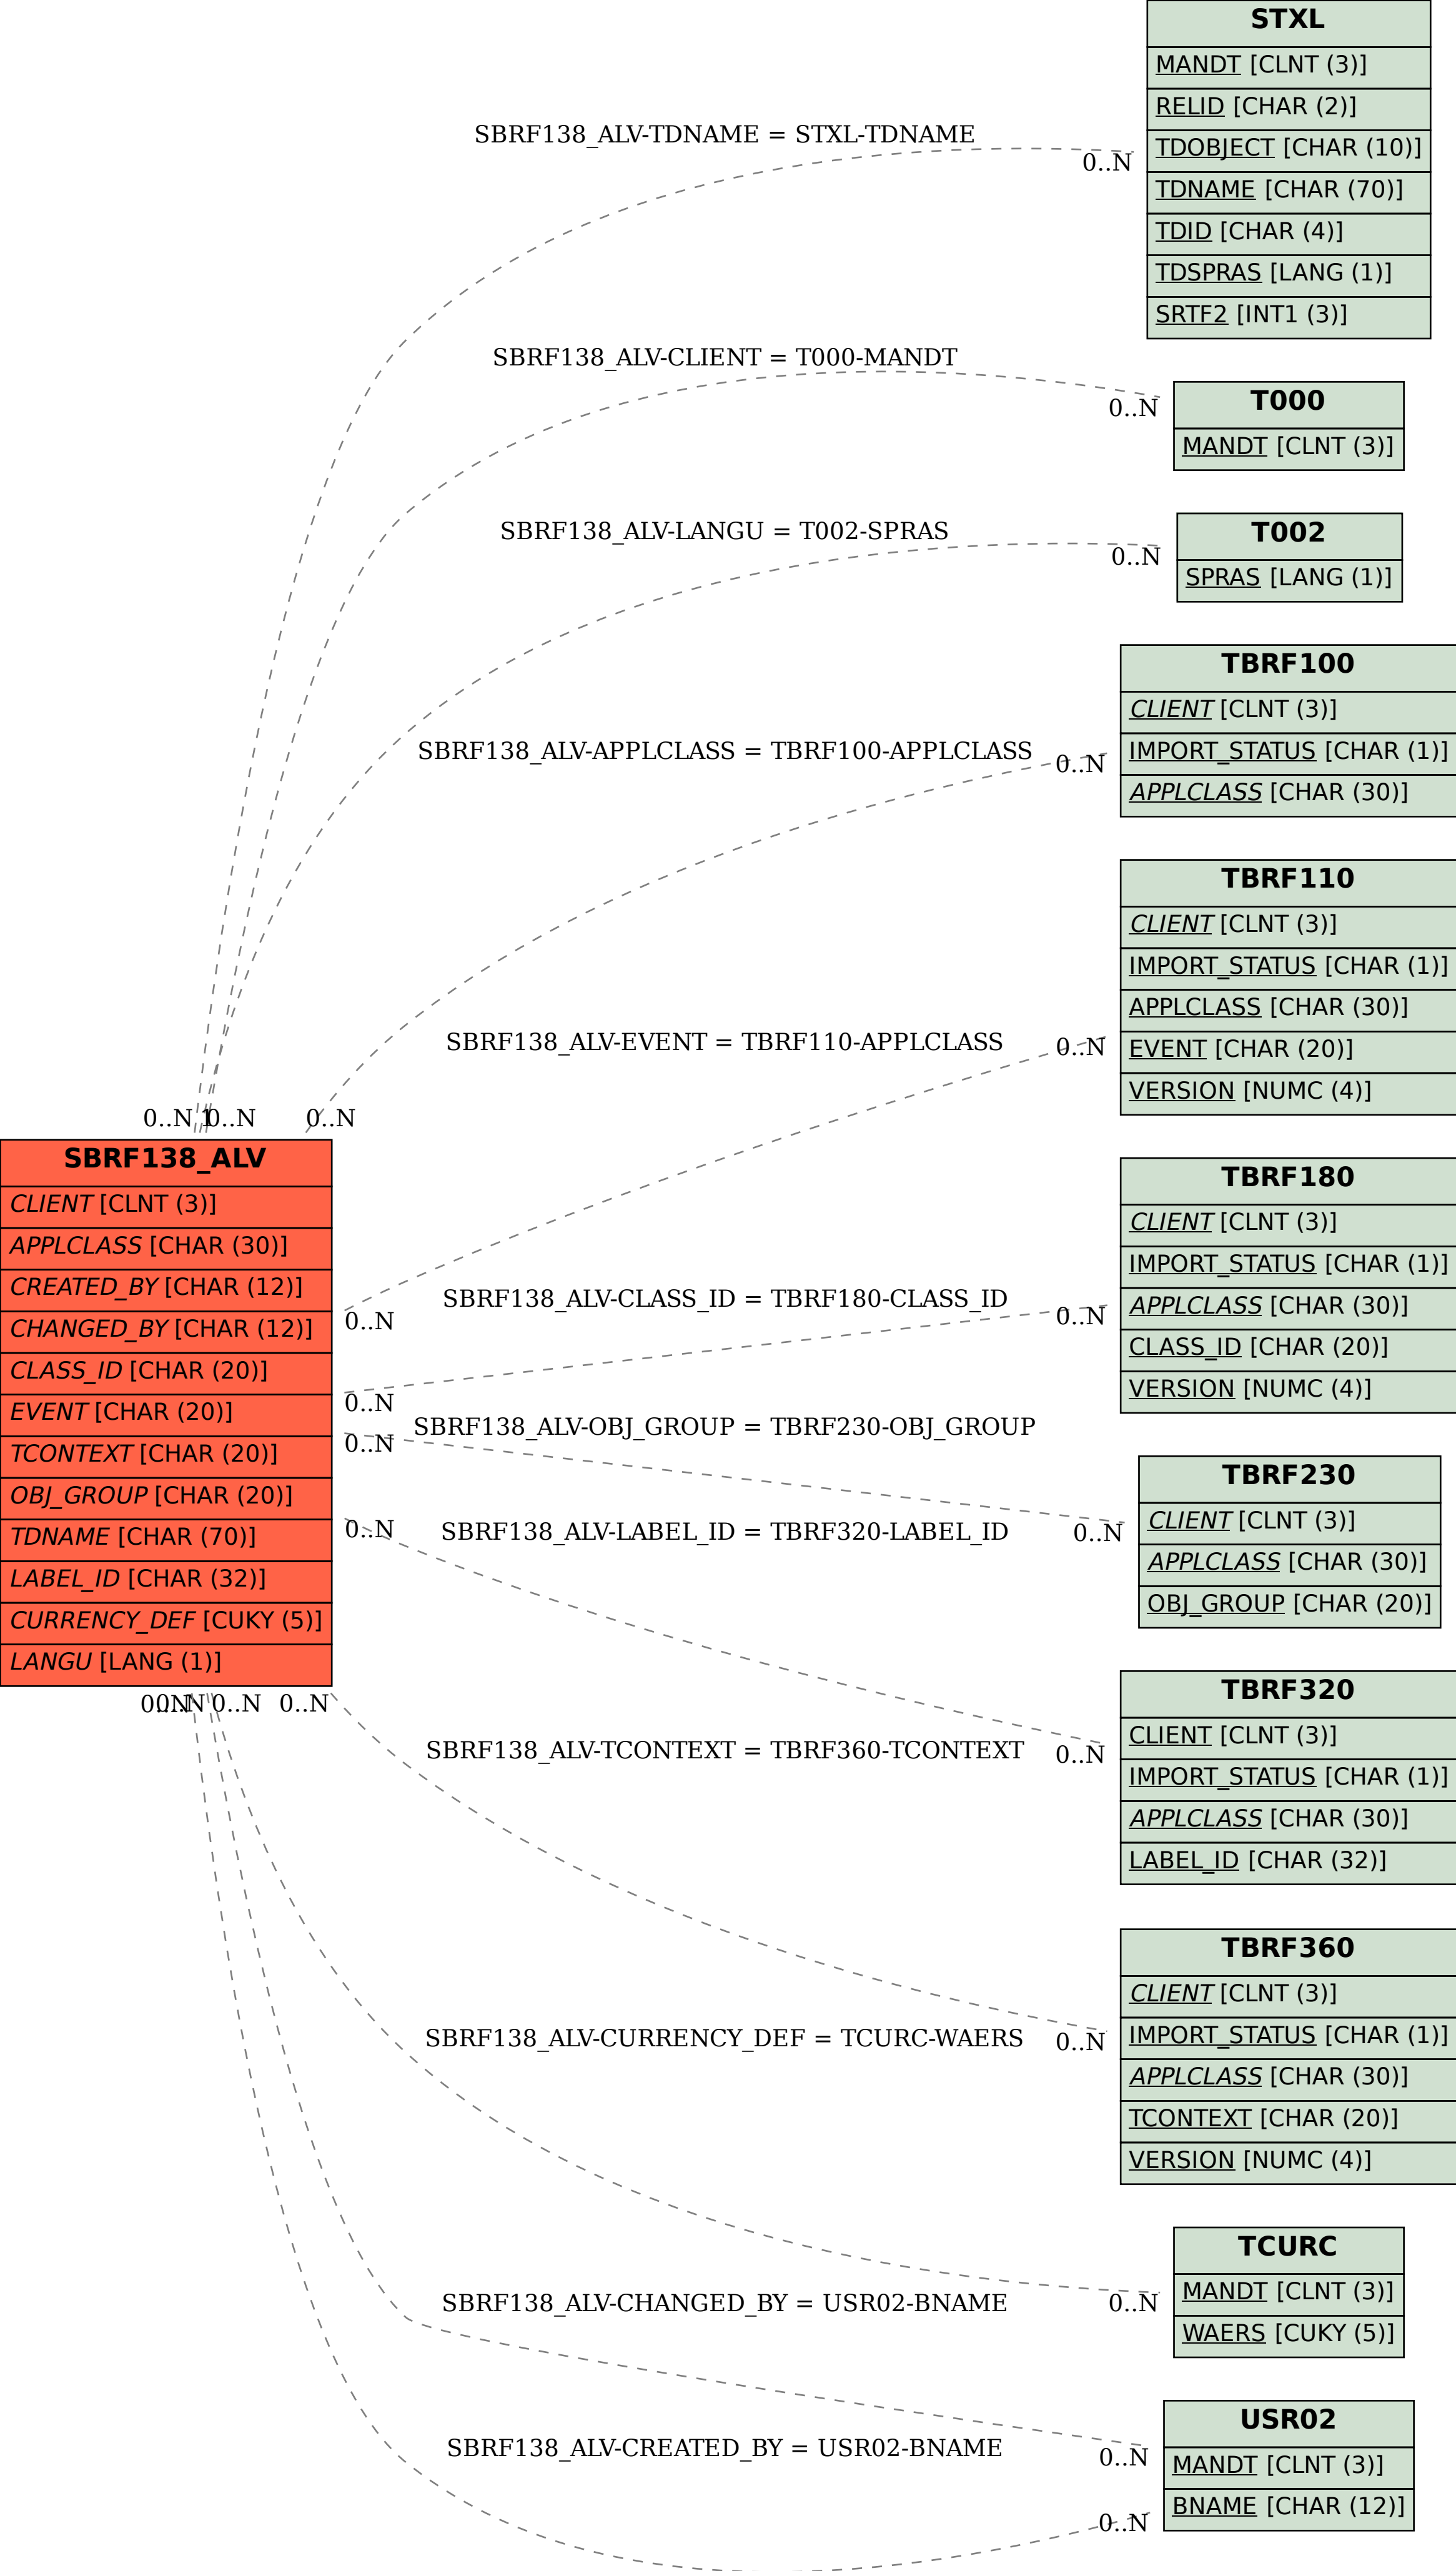 STXL
MANDT [CLNT (3)]
RELID [CHAR (2)]
TDOBJECT [CHAR (10)]
TDNAME [CHAR (70)]
TDID [CHAR (4)]
TDSPRAS [LANG (1)]
SRTF2 [INT1 (3)]
SBRF138_ALV-TDNAME = STXL-TDNAME
0..N
SBRF138_ALV-CLIENT = T000-MANDT
0..N
T000
MANDT [CLNT (3)]
SBRF138_ALV-LANGU = T002-SPRAS
0..N
T002
SPRAS [LANG (1)]
SBRF138_ALV-APPLCLASS = TBRF100-APPLCLASS
0..N
TBRF100
CLIENT [CLNT (3)]
IMPORT_STATUS [CHAR (1)]
APPLCLASS [CHAR (30)]
SBRF138_ALV-EVENT = TBRF110-APPLCLASS
0..N
TBRF110
CLIENT [CLNT (3)]
IMPORT_STATUS [CHAR (1)]
APPLCLASS [CHAR (30)]
EVENT [CHAR (20)]
VERSION [NUMC (4)]
0..N 1 0..N 0..N
SBRF138_ALV
CLIENT [CLNT (3)]
APPLCLASS [CHAR (30)]
CREATED_BY [CHAR (12)]
CHANGED_BY [CHAR (12)]
CLASS_ID [CHAR (20)]
EVENT [CHAR (20)]
TCONTEXT [CHAR (20)]
OBJ_GROUP [CHAR (20)]
TDNAME [CHAR (70)]
LABEL_ID [CHAR (32)]
CURRENCY_DEF [CUKY (5)]
LANGU [LANG (1)]
0..N
0..N
0..N
0..N
0..N 0..N 0..N 0..N
SBRF138_ALV-CLASS_ID = TBRF180-CLASS_ID
0..N
TBRF180
CLIENT [CLNT (3)]
IMPORT_STATUS [CHAR (1)]
APPLCLASS [CHAR (30)]
CLASS_ID [CHAR (20)]
VERSION [NUMC (4)]
SBRF138_ALV-OBJ_GROUP = TBRF230-OBJ_GROUP
0..N
TBRF230
CLIENT [CLNT (3)]
APPLCLASS [CHAR (30)]
OBJ_GROUP [CHAR (20)]
SBRF138_ALV-LABEL_ID = TBRF320-LABEL_ID
0..N
TBRF320
CLIENT [CLNT (3)]
IMPORT_STATUS [CHAR (1)]
APPLCLASS [CHAR (30)]
LABEL_ID [CHAR (32)]
SBRF138_ALV-TCONTEXT = TBRF360-TCONTEXT
0..N
TBRF360
CLIENT [CLNT (3)]
IMPORT_STATUS [CHAR (1)]
APPLCLASS [CHAR (30)]
TCONTEXT [CHAR (20)]
VERSION [NUMC (4)]
SBRF138_ALV-CURRENCY_DEF = TCURC-WAERS
0..N
TCURC
MANDT [CLNT (3)]
WAERS [CUKY (5)]
SBRF138_ALV-CHANGED_BY = USR02-BNAME
0..N
SBRF138_ALV-CREATED_BY = USR02-BNAME
0..N
USR02
MANDT [CLNT (3)]
BNAME [CHAR (12)]